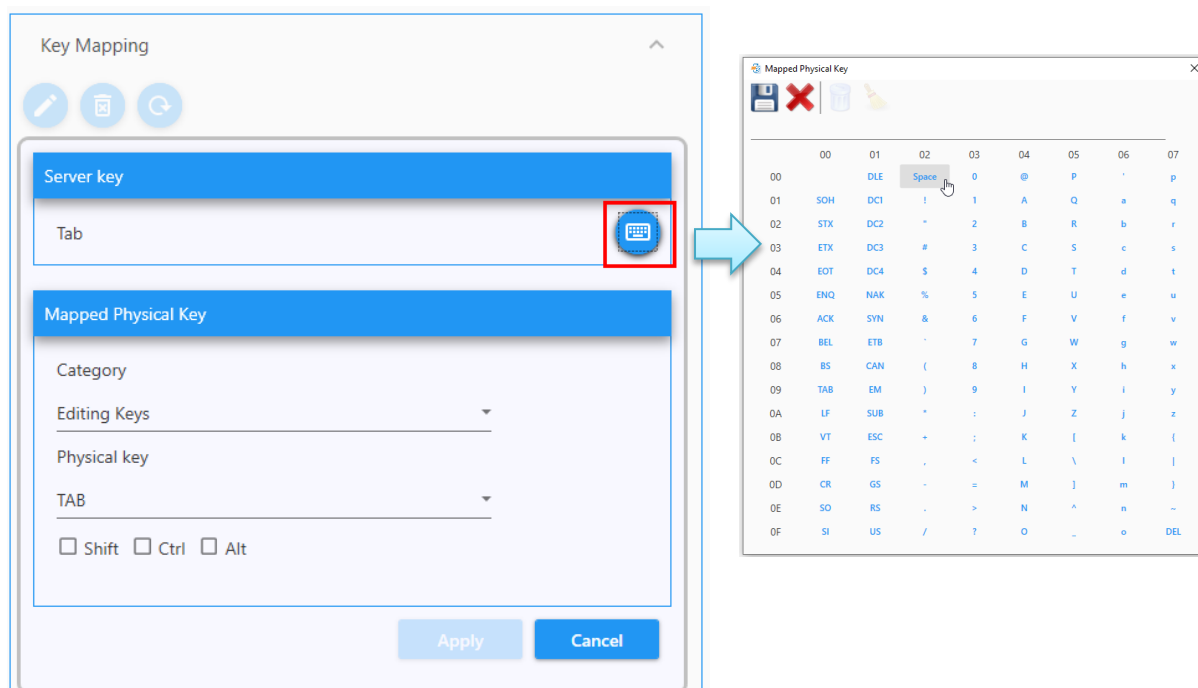 Key Mapping
Server key
Tab
Mapped Physical Key
Category
Editing Keys
Physical key
TAB
Shift Ctrl Alt
Apply Cancel
Mapped Physical Key
00 01 02 03 04 05 06 07
00 DLE Space 0 @ P ' p
01 SOH DC1 ! 1 A Q a q
02 STX DC2 " 2 B R b r
03 ETX DC3 # 3 C S c s
04 EOT DC4 $ 4 D T d t
05 ENQ NAK % 5 E U e u
06 ACK SYN & 6 F V f v
07 BEL ETB ' 7 G W g w
08 BS CAN ( 8 H X h x
09 TAB EM ) 9 I Y i y
0A LF SUB * : J Z j z
0B VT ESC + ; K [ k {
0C FF FS , < L \ l |
0D CR GS - = M ] m }
0E SO RS . > N ^ n ~
0F SI US / ? O _ o DEL